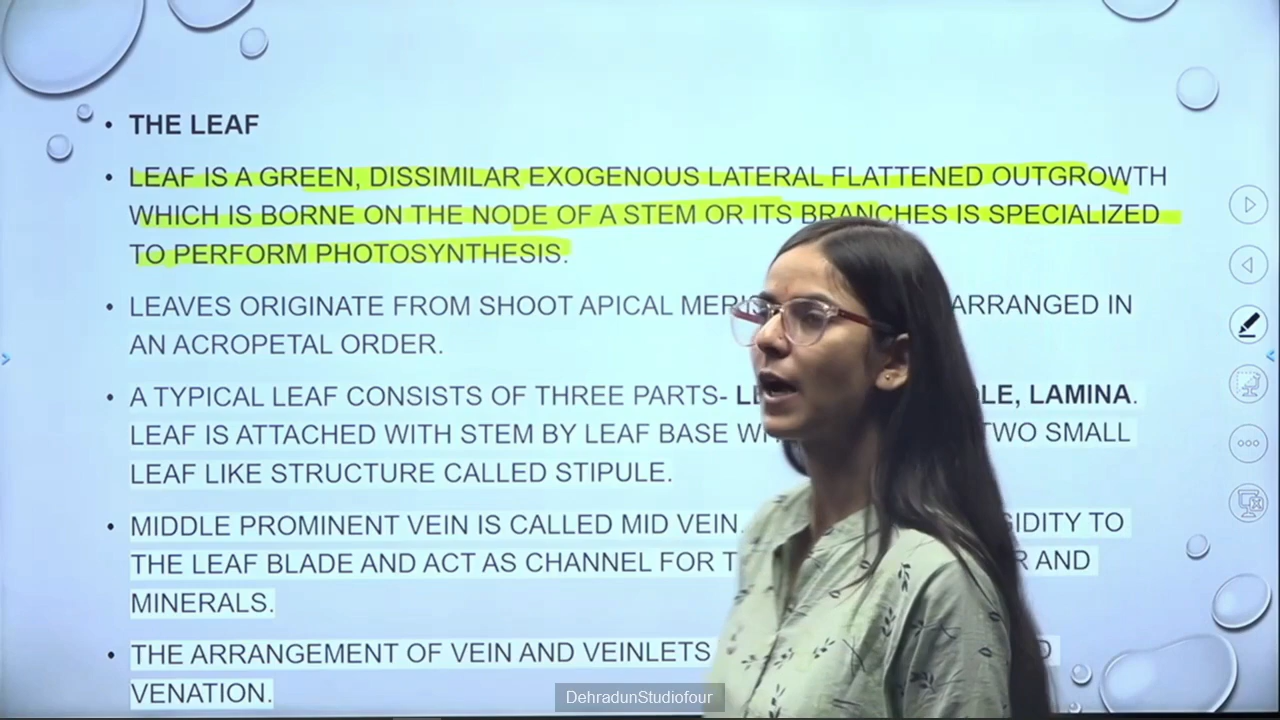 THE LEAF
LEAF IS A GREEN, DISSIMILAR EXOGENOUS LATERAL FLATTENED OUTGROWTH
WHICH IS BORNE ON THE NODE OF A STEM OR ITS BRANCHES IS SPECIALIZED
TO PERFORM PHOTOSYNTHESIS.
LEAVES ORIGINATE FROM SHOOT APICAL ARRANGED IN
AN ACROPETAL ORDER.
A TYPICAL LEAF CONSISTS OF THREE PARTS- LAMINA.
LEAF IS ATTACHED WITH STEM BY LEAF BASE TWO SMALL
LEAF LIKE STRUCTURE CALLED STIPULE.
MIDDLE PROMINENT VEIN IS CALLED MID VEIN. TO
THE LEAF BLADE AND ACT AS CHANNEL FOR AND
MINERALS.
THE ARRANGEMENT OF VEIN AND VEINLETS
VENATION.
DehradunStudiofour